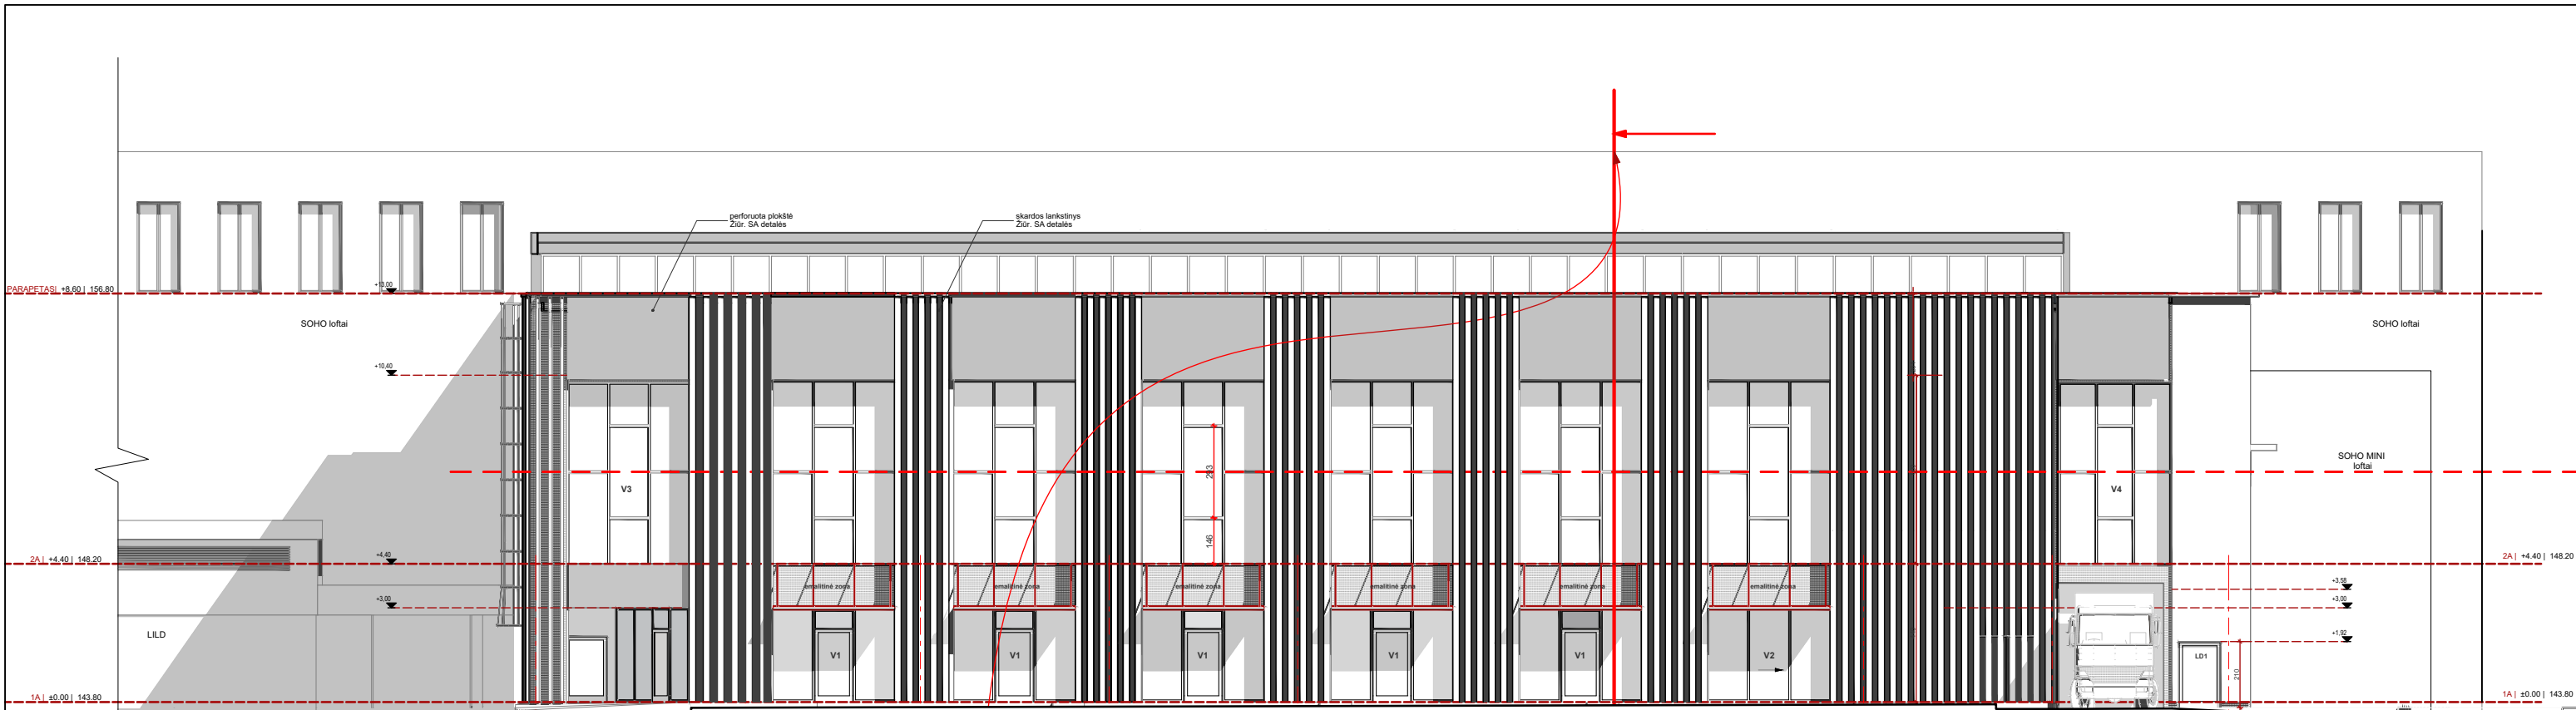 perforuota plokštė
Žiūr. SA detalės
skardos lankstinys
Žiūr. SA detalės
PARAPETAS| +8.60 | 156.80
+13,00
SOHO loftai
SOHO loftai
+10,40
SOHO MINI
loftai
V3
293
V4
146
2A | +4.40 | 148.20
+4,40
2A | +4.40 | 148.20
emalitinė zona
emalitinė zona
emalitinė zona
emalitinė zona
emalitinė zona
emalitinė zona
+3,58
+3,00
+3,00
LILD
+1,92
V1
V1
V1
V1
V1
V2
LD1
210
1A | ±0.00 | 143.80
1A | ±0.00 | 143.80